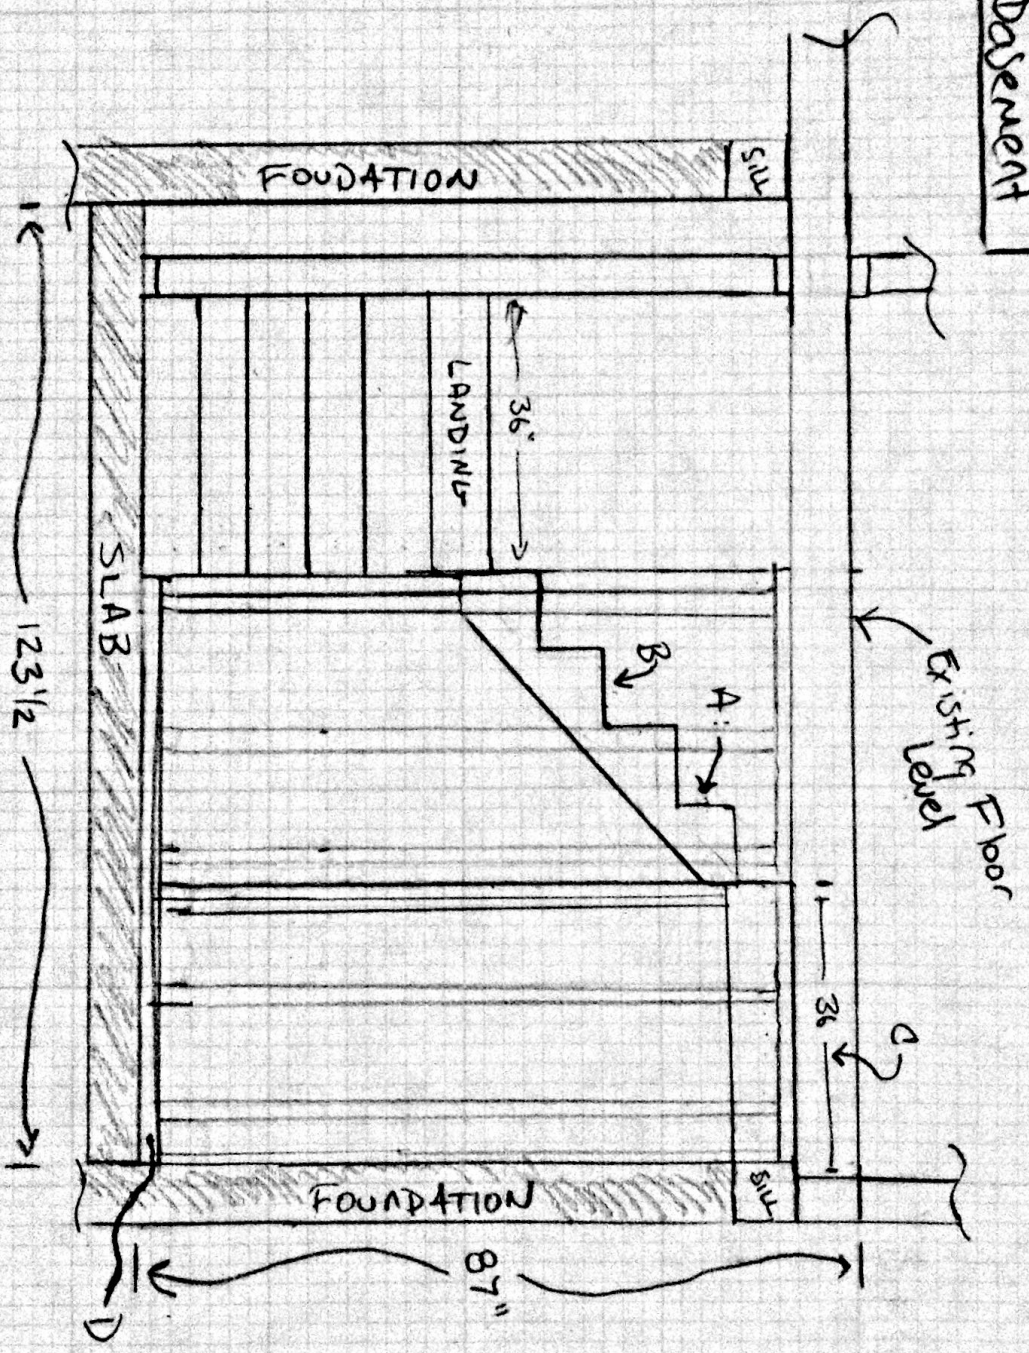 Basement
SILL
FOUDATION
Existing Floor
Level
36"
LANDING
B
A:
36
C
SLAB
SILL
FOUNDATION
123 1/2
87"
D